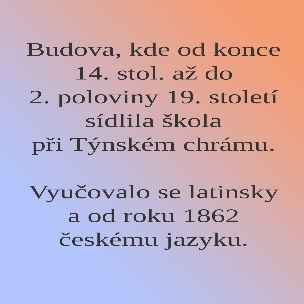 Budova, kde od konce
14. stol. až do
2. poloviny 19. století
sídlila škola
při Týnském chrámu.
Vyučovalo se latinsky
a od roku 1862
českému jazyku.